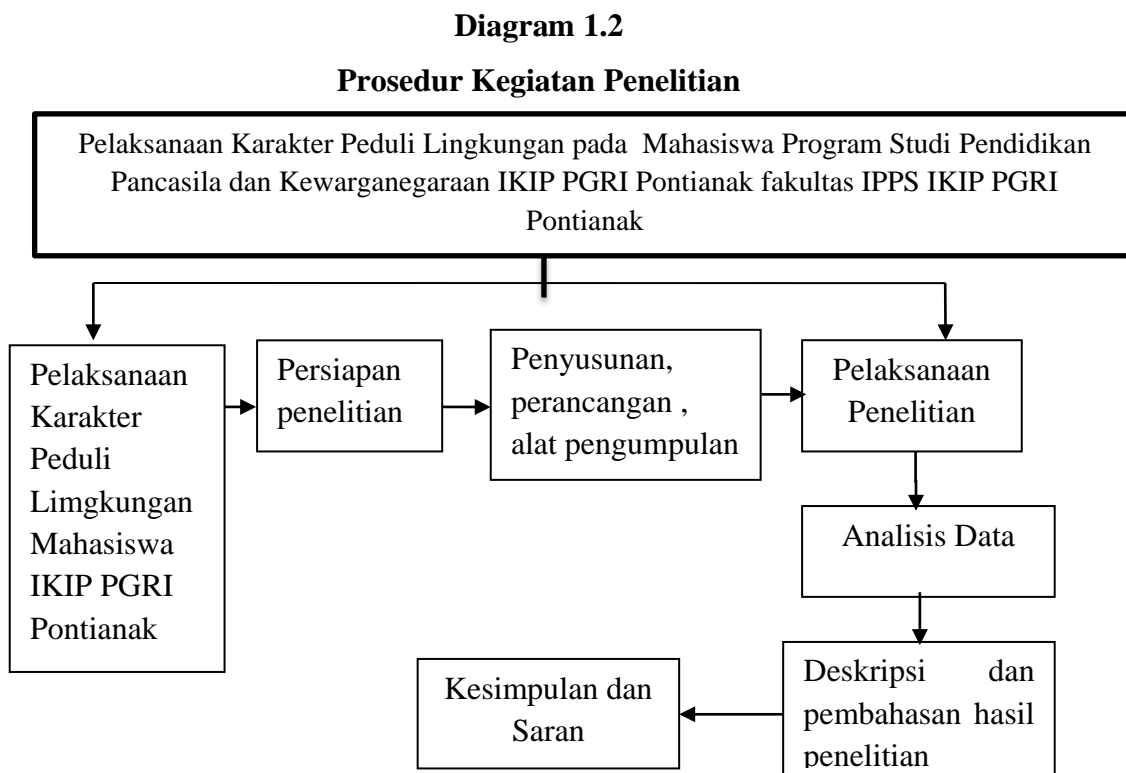 Diagram 1.2
Prosedur Kegiatan Penelitian
Pelaksanaan Karakter Peduli Lingkungan pada Mahasiswa Program Studi Pendidikan
Pancasila dan Kewarganegaraan IKIP PGRI Pontianak fakultas IPPS IKIP PGRI
Pontianak
Pelaksanaan
Karakter
Peduli
Limgkungan
Mahasiswa
IKIP PGRI
Pontianak
Persiapan
penelitian
Penyusunan,
perancangan ,
alat pengumpulan
Pelaksanaan
Penelitian
Analisis Data
Deskripsi dan
pembahasan hasil
penelitian
Kesimpulan dan
Saran